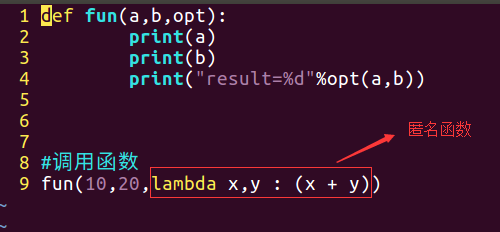 1 def fun(a,b,opt):
2         print(a)
3         print(b)
4         print("result=%d"%opt(a,b))
5
6
7
匿名函数
8 #调用函数
9 fun(10,20,lambda x,y : (x + y))
~
~